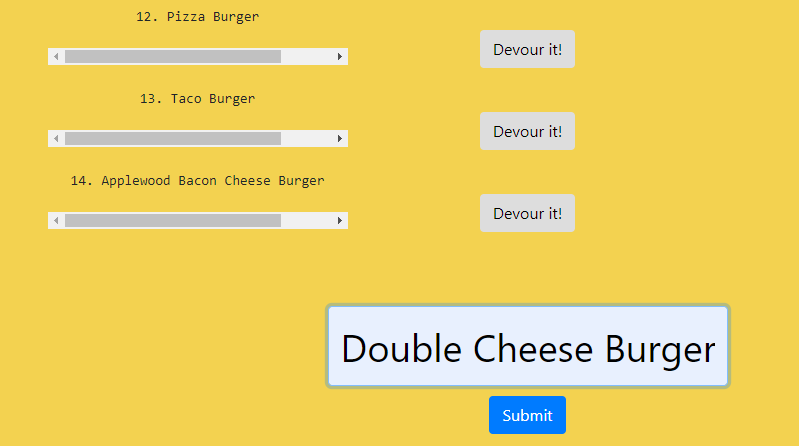 12. Pizza Burger
Devour it!
13. Taco Burger
Devour it!
14. Applewood Bacon Cheese Burger
Devour it!
Double Cheese Burger
Submit